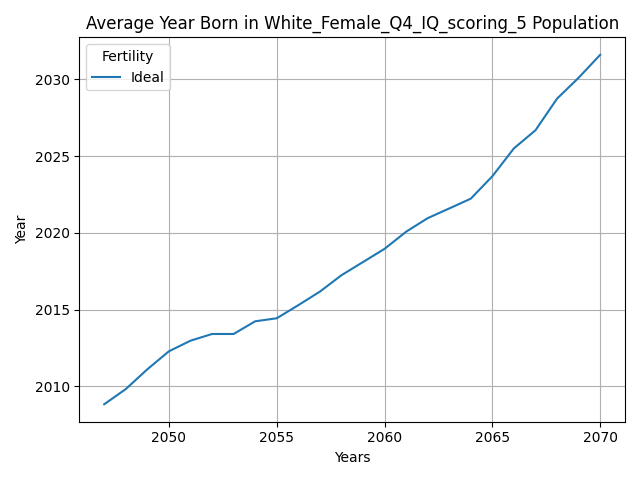 Average Year Born in White_Female_Q4_IQ_scoring_5 Population
Fertility
Ideal
Year
2030
2025
2020
2015
2010
2050
2055
2060
2065
2070
Years